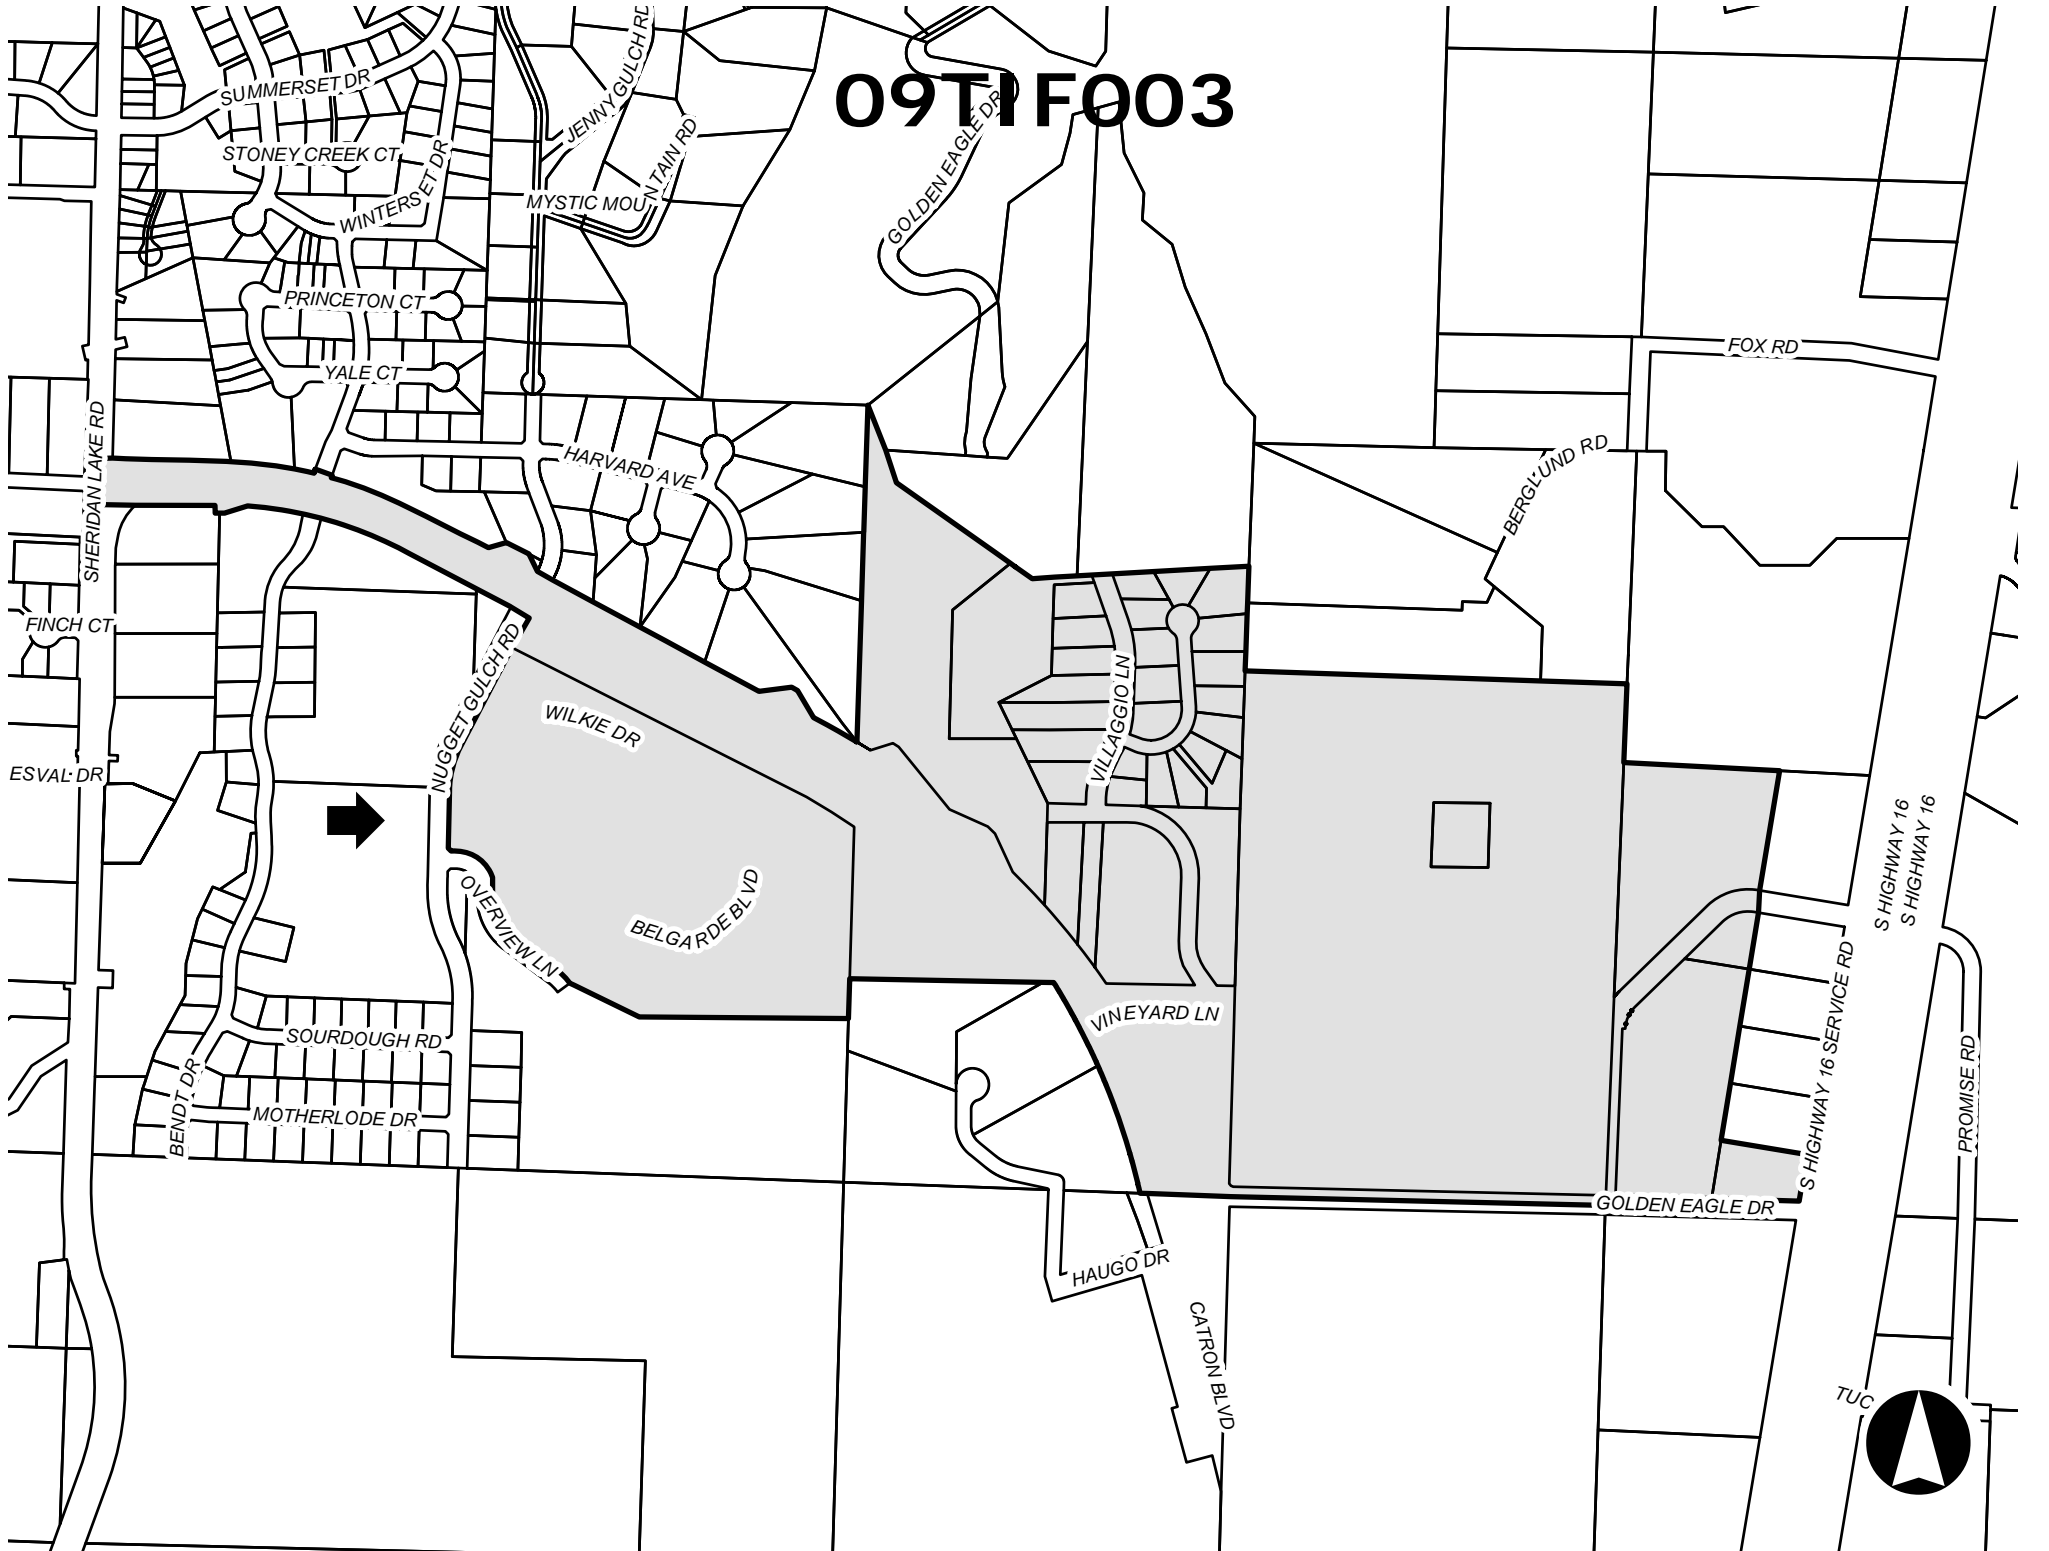 09TIF003
SUMMERSET DR
JENNY GULCH RD
STONEY CREEK CT
WINTERSET DR
MYSTIC MOUNTAIN RD
GOLDEN EAGLE DR
PRINCETON CT
YALE CT
FOX RD
SHERIDAN LAKE RD
HARVARD AVE
BERGLUND RD
FINCH CT
NUGGET GULCH RD
WILKIE DR
VILLAGGIO LN
ESVAL DR
S HIGHWAY 16
S HIGHWAY 16
OVERVIEW LN
BELGARDE BLVD
VINEYARD LN
SOURDOUGH RD
BENDT DR
MOTHERLODE DR
S HIGHWAY 16 SERVICE RD
PROMISE RD
GOLDEN EAGLE DR
HAUGO DR
CATRON BLVD
TUC